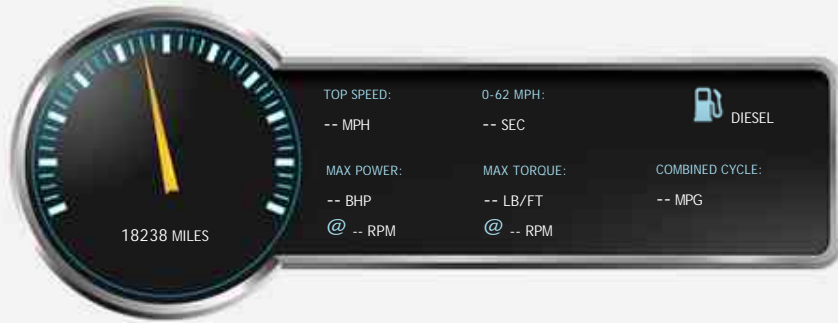 TOP SPEED:
0-62 MPH:
-- MPH
-- SEC
DIESEL
MAX POWER:
MAX TORQUE:
COMBINED CYCLE:
-- BHP
-- LB/FT
-- MPG
@ -- RPM
@ -- RPM
18238 MILES